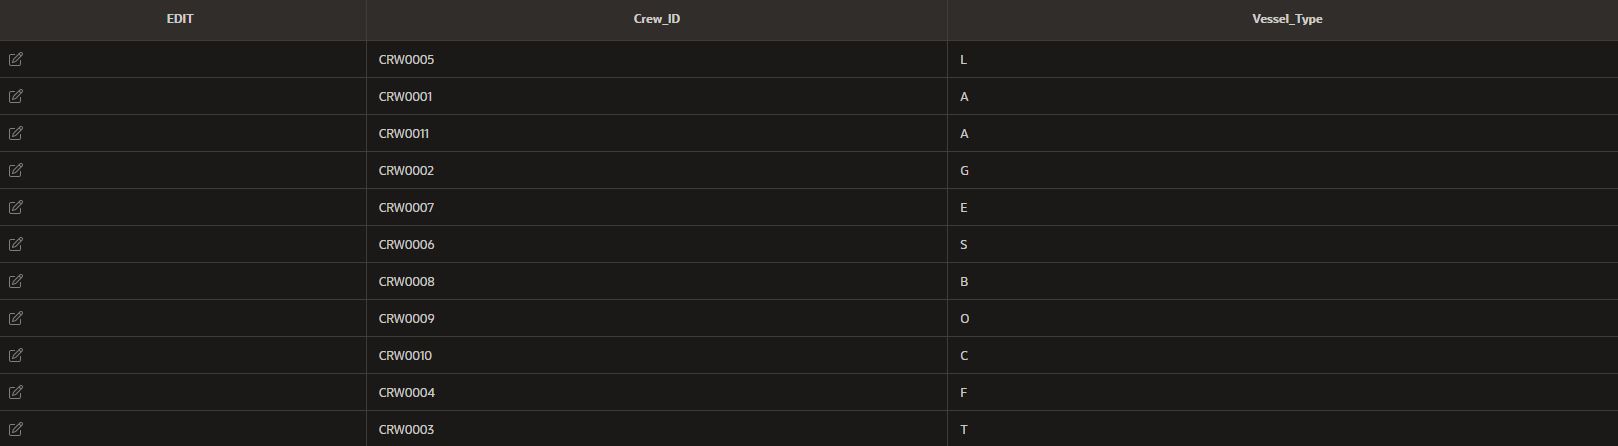 EDIT Crew_ID Vessel_Type
CRW0005 L
CRW0001 A
CRW0011 A
CRW0002 G
CRW0007 E
CRW0006 S
CRW0008 B
CRW0009 O
CRW0010 C
CRW0004 F
CRW0003 T